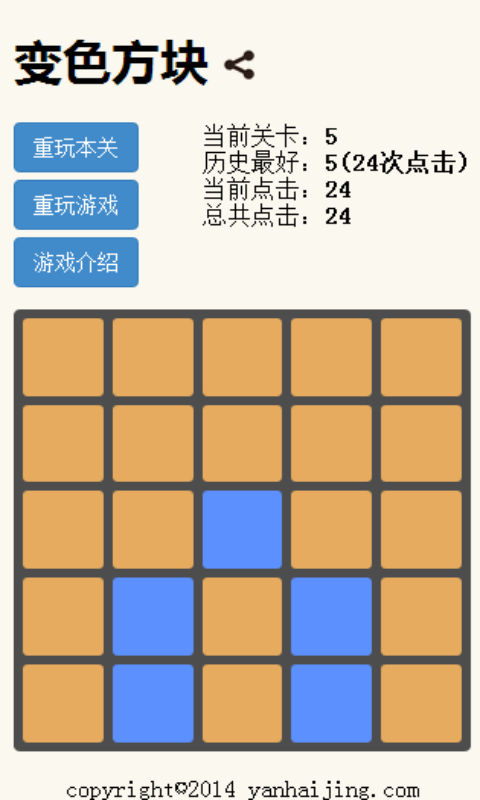 变色方块
重玩本关
重玩游戏
游戏介绍
当前关卡：5
历史最好：5(24次点击)
当前点击：24
总共点击：24
copyright©2014 yanhaijing.com